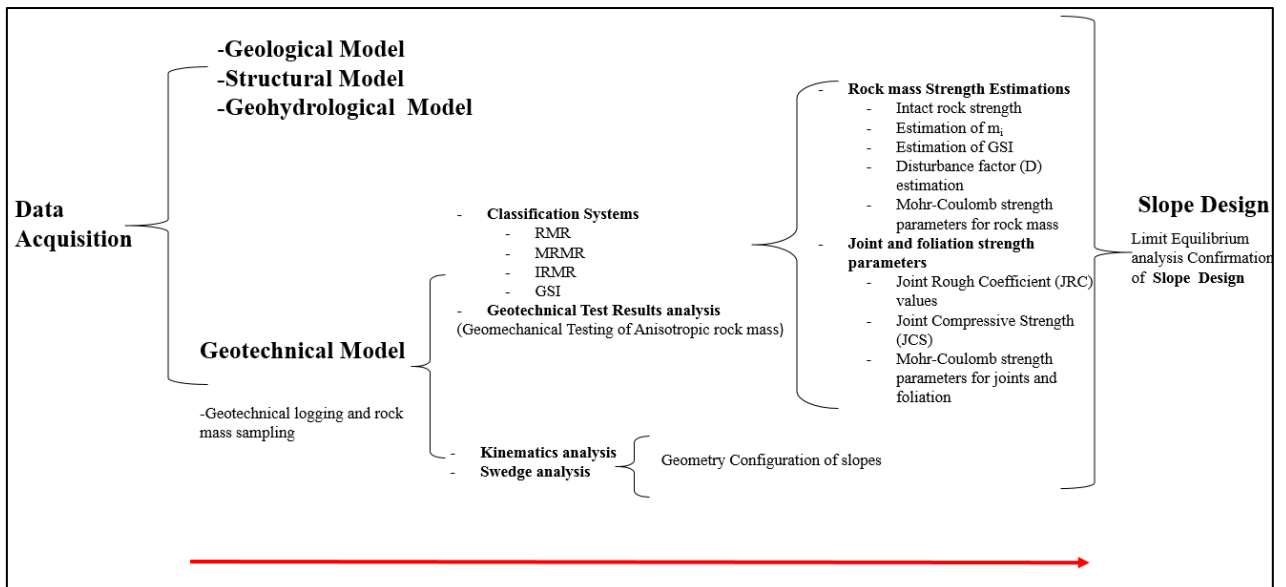 -Geological Model
-Structural Model
-Geohydrological Model
Data
Acquisition
Geotechnical Model
-Geotechnical logging and rock
mass sampling
- Classification Systems
- RMR
- MRMR
- IRMR
- GSI
- Geotechnical Test Results analysis
(Geomechanical Testing of Anisotropic rock mass)
- Kinematics analysis
- Swedge analysis
Geometry Configuration of slopes
- Rock mass Strength Estimations
- Intact rock strength
- Estimation of mi
- Estimation of GSI
- Disturbance factor (D)
estimation
- Mohr-Coulomb strength
parameters for rock mass
- Joint and foliation strength
parameters
- Joint Rough Coefficient (JRC)
values
- Joint Compressive Strength
(JCS)
- Mohr-Coulomb strength
parameters for joints and
foliation
Slope Design
Limit Equilibrium
analysis Confirmation
of Slope Design